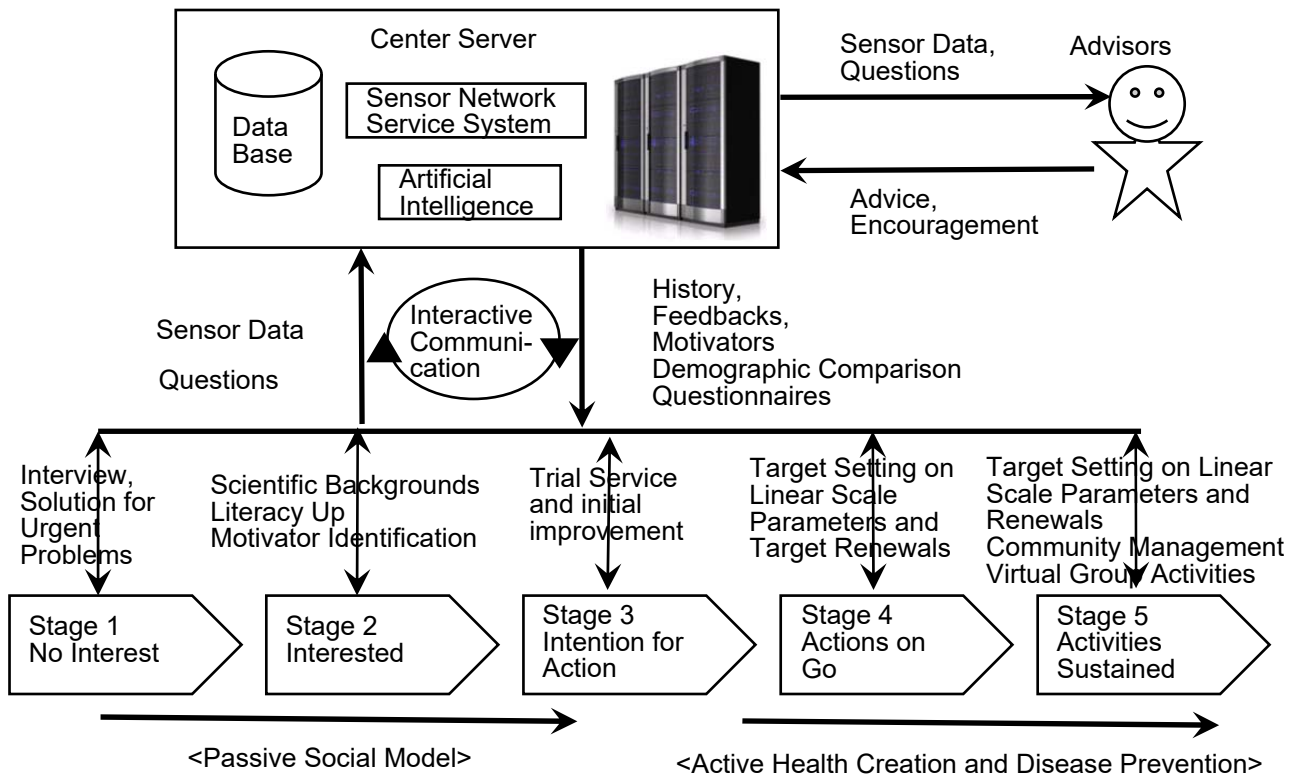 Center Server
Data
Base
Sensor Network
Service System
Artificial
Intelligence
Sensor Data,
Questions
Advisors
Advice,
Encouragement
Sensor Data
Questions
Interactive
Communi-
cation
History,
Feedbacks,
Motivators
Demographic Comparison
Questionnaires
Interview,
Solution for
Urgent
Problems
Scientific Backgrounds
Literacy Up
Motivator Identification
Trial Service
and initial
improvement
Target Setting on
Linear Scale
Parameters and
Target Renewals
Target Setting on Linear
Scale Parameters and
Renewals
Community Management
Virtual Group Activities
Stage 1
No Interest
Stage 2
Interested
Stage 3
Intention for
Action
Stage 4
Actions on
Go
Stage 5
Activities
Sustained
<Passive Social Model>
<Active Health Creation and Disease Prevention>